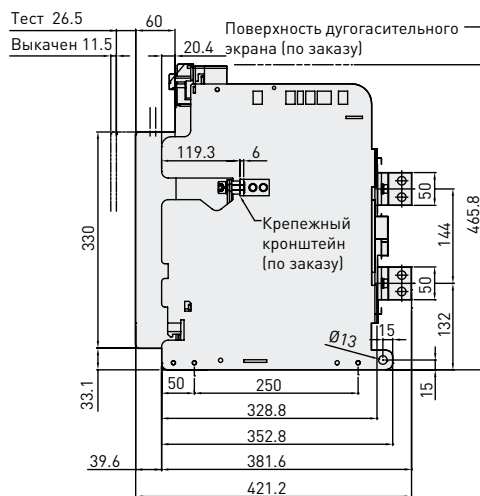 Тест 26.5
60
Поверхность дугогасительного
экрана (по заказу)
Выкачен 11.5
20.4
119.3
6
50
465.8
144
330
Крепежный
кронштейн
(по заказу)
50
132
15
Ø13
33.1
50
250
15
328.8
352.8
39.6
381.6
421.2